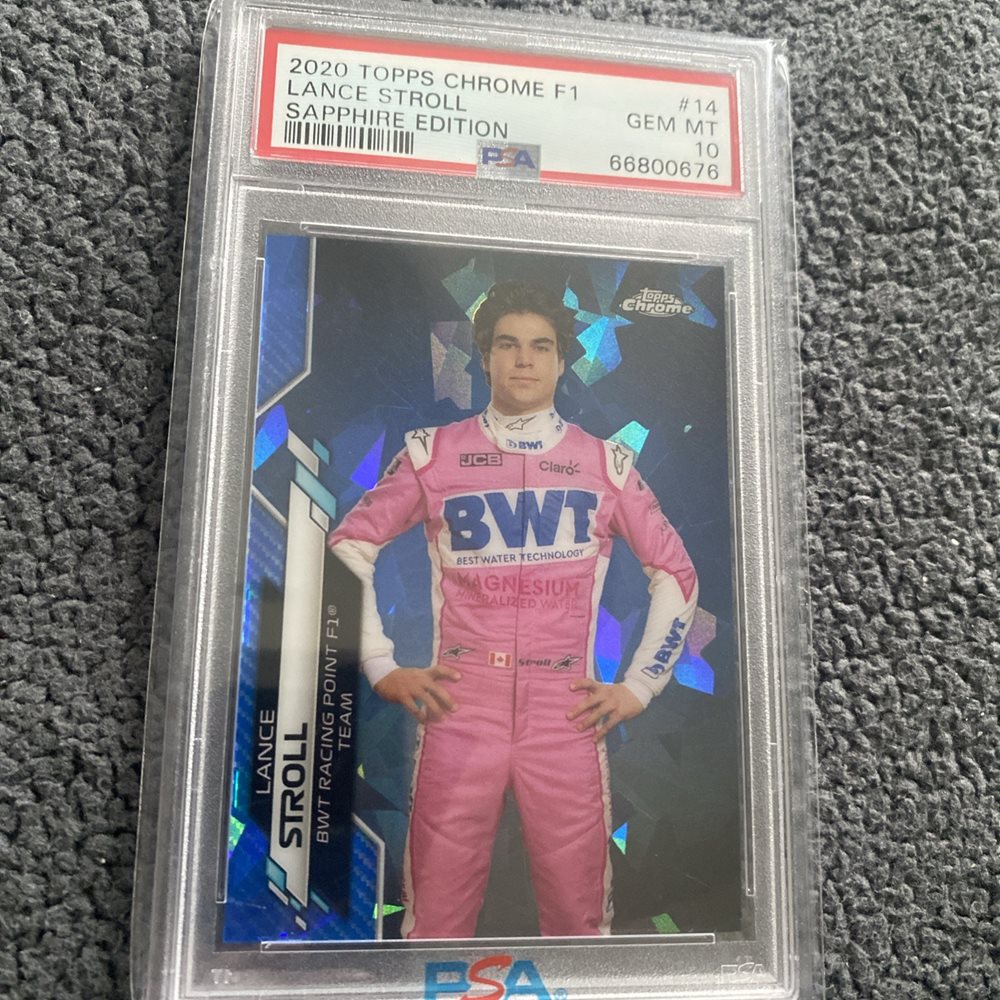 2020 TOPPS CHROME F1
LANCE STROLL
SAPPHIRE EDITION
#14
GEM MT
10
66800676
PSA
Topps
Chrome
BWT
JCB
Claro
BWT
BEST WATER TECHNOLOGY
MAGNESIUM
MINERALIZED WATER
BWT
Stroll
LANCE
STROLL
BWT RACING POINT F1®
TEAM
PSA®
PSA